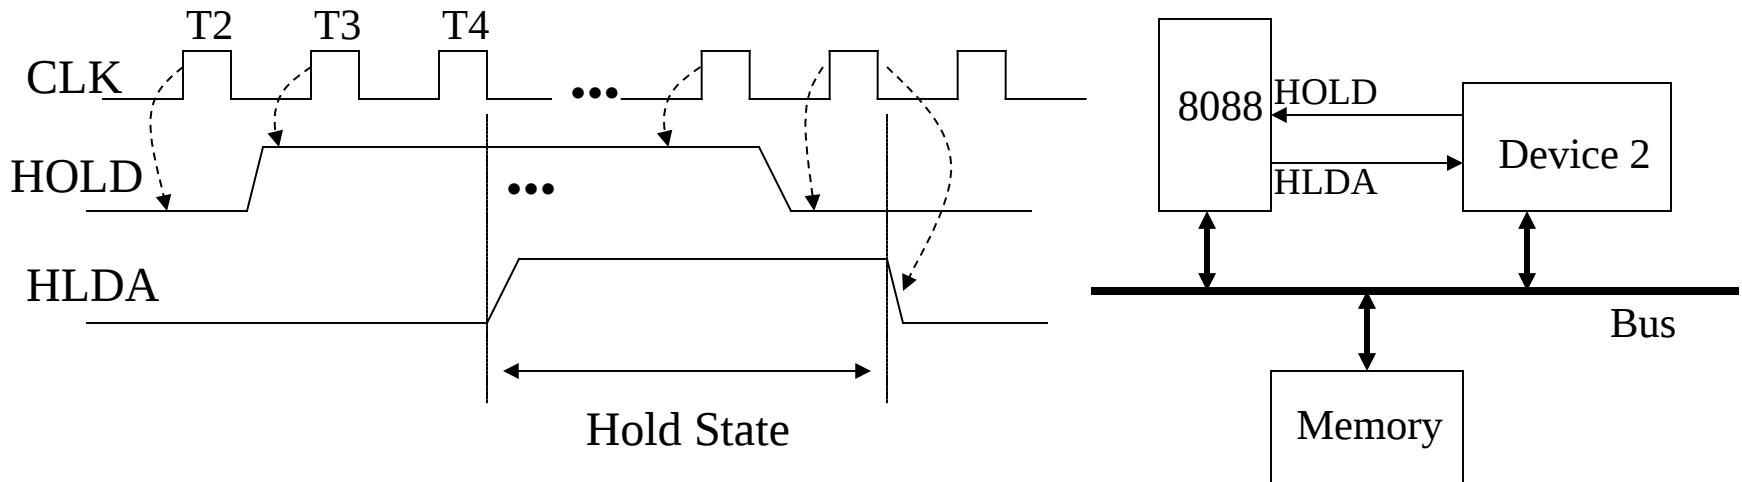 T2 T3 T4
CLK
•••
HOLD
•••
HLDA
Hold State
8088
HOLD
HLDA
Device 2
Bus
Memory